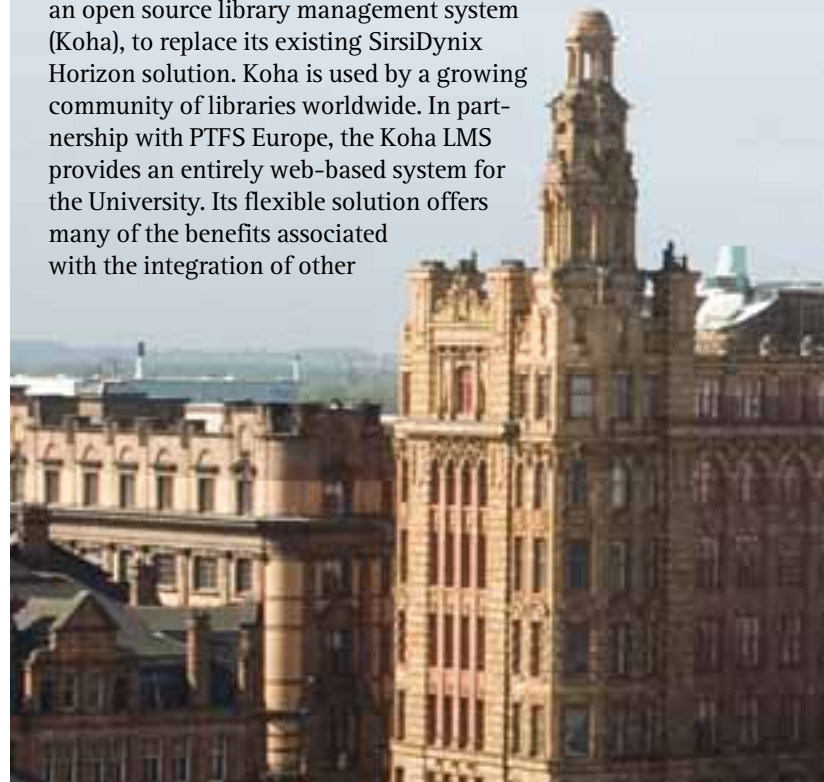 an open source library management system
(Koha), to replace its existing SirsiDynix
Horizon solution. Koha is used by a growing
community of libraries worldwide. In part-
nership with PTFS Europe, the Koha LMS
provides an entirely web-based system for
the University. Its flexible solution offers
many of the benefits associated
with the integration of other